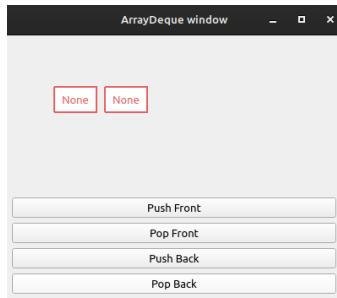 ArrayDeque window
None None
Push Front
Pop Front
Push Back
Pop Back